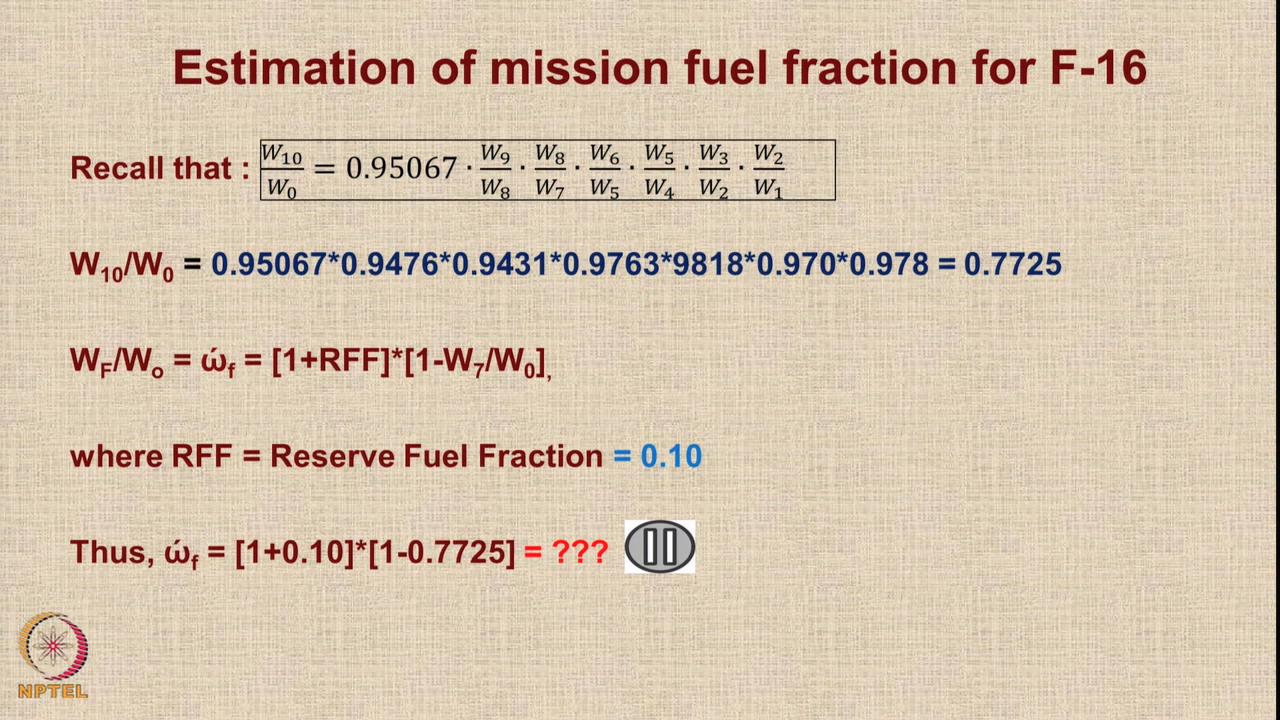 Estimation of mission fuel fraction for F-16
Recall that : W₁₀/W₀ = 0.95067 · W₉/W₈ · W₈/W₇ · W₆/W₅ · W₅/W₄ · W₃/W₂ · W₂/W₁
W₁₀/W₀ = 0.95067*0.9476*0.9431*0.9763*9818*0.970*0.978 = 0.7725
W_F/Wₒ = ώ_f = [1+RFF]*[1-W₇/W₀],
where RFF = Reserve Fuel Fraction = 0.10
Thus, ώ_f = [1+0.10]*[1-0.7725] = ???
NPTEL